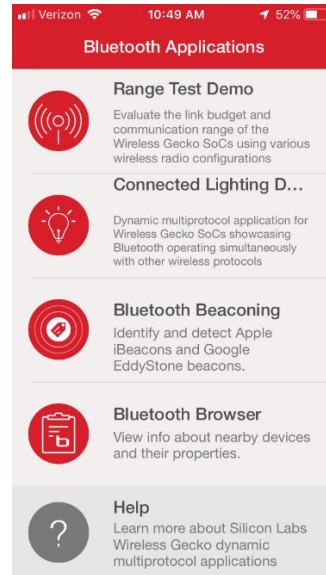 Verizon 10:49 AM 52%
Bluetooth Applications
Range Test Demo
Evaluate the link budget and
communication range of the
Wireless Gecko SoCs using various
wireless radio configurations
Connected Lighting D...
Dynamic multiprotocol application for
Wireless Gecko SoCs showcasing
Bluetooth operating simultaneously
with other wireless protocols
Bluetooth Beaconing
Identify and detect Apple
iBeacons and Google
EddyStone beacons.
Bluetooth Browser
View info about nearby devices
and their properties.
?
Help
Learn more about Silicon Labs
Wireless Gecko dynamic
multiprotocol applications